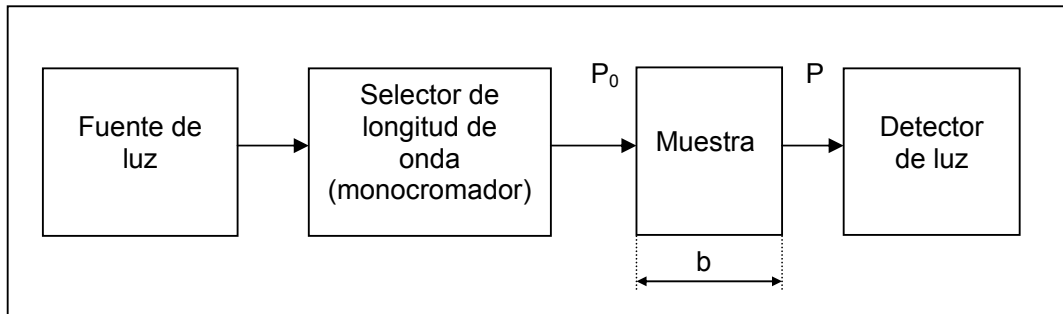 Fuente de
luz
Selector de
longitud de
onda
(monocromador)
P₀
Muestra
P
Detector
de luz
b